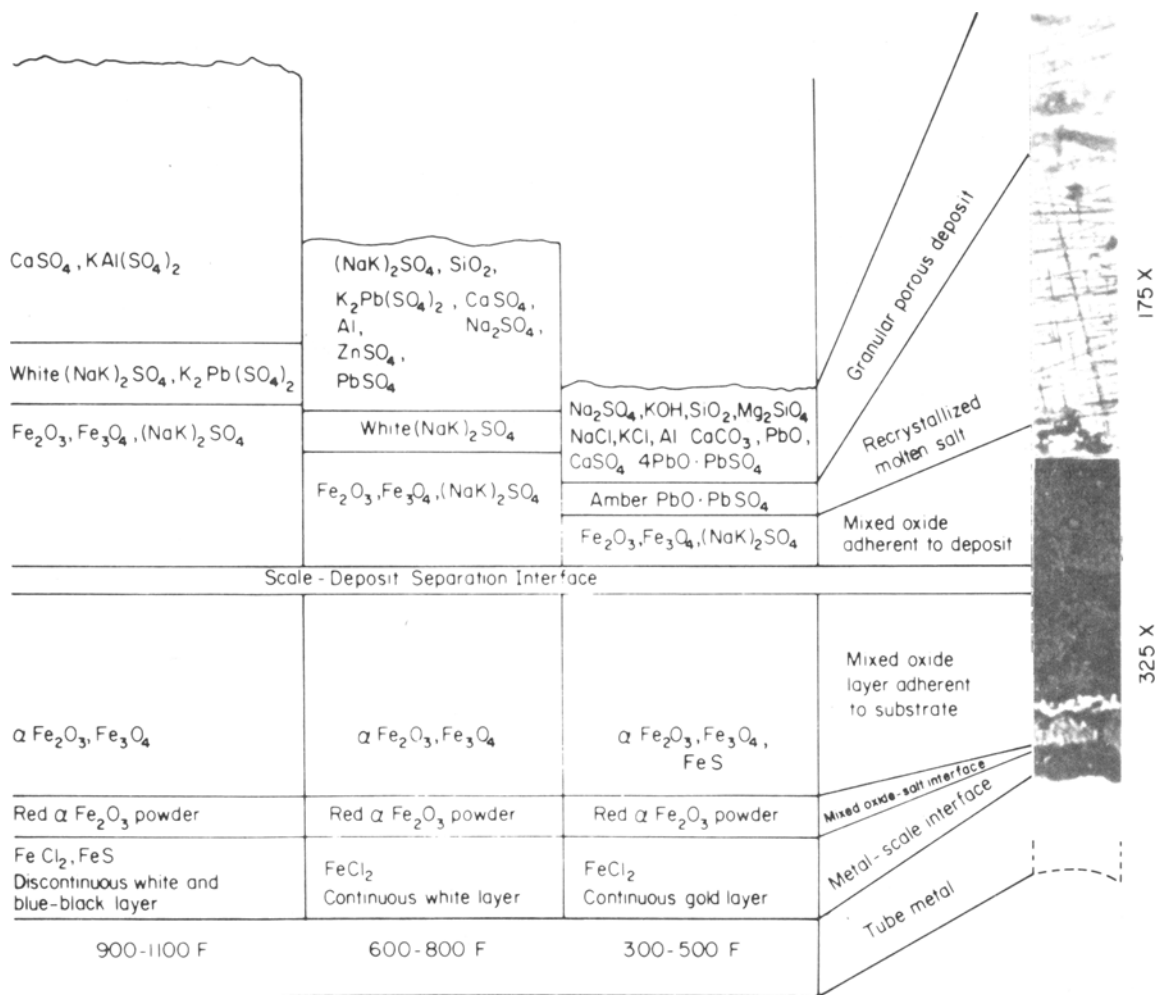 CaSO₄, KAl(SO₄)₂
White (NaK)₂SO₄, K₂Pb(SO₄)₂
Fe₂O₃, Fe₃O₄, (NaK)₂SO₄
(NaK)₂SO₄, SiO₂,
K₂Pb(SO₄)₂, CaSO₄,
Al, Na₂SO₄,
ZnSO₄,
PbSO₄
White (NaK)₂SO₄
Fe₂O₃, Fe₃O₄, (NaK)₂SO₄
Na₂SO₄, KOH, SiO₂, Mg₂SiO₄
NaCl, KCl, Al CaCO₃, PbO,
CaSO₄ 4PbO·PbSO₄
Amber PbO·PbSO₄
Fe₂O₃, Fe₃O₄, (NaK)₂SO₄
Granular porous deposit
Recrystallized
molten salt
Mixed oxide
adherent to deposit
175 X
Scale-Deposit Separation Interface
α Fe₂O₃, Fe₃O₄
α Fe₂O₃, Fe₃O₄
α Fe₂O₃, Fe₃O₄,
FeS
Mixed oxide
layer adherent
to substrate
325 X
Red α Fe₂O₃ powder
Red α Fe₂O₃ powder
Red α Fe₂O₃ powder
Mixed oxide-salt interface
FeCl₂, FeS
Discontinuous white and
blue-black layer
FeCl₂
Continuous white layer
FeCl₂
Continuous gold layer
Metal-scale interface
Tube metal
900-1100 F
600-800 F
300-500 F